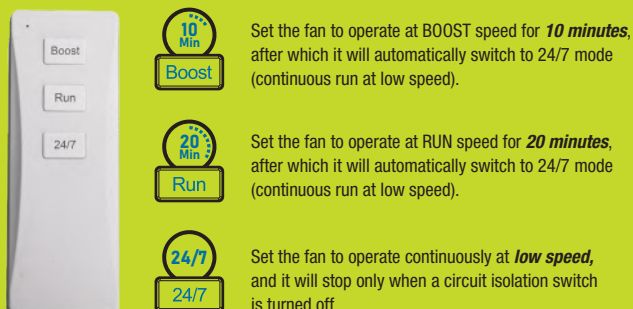 Boost
Run
24/7
10
Min
Boost
Set the fan to operate at BOOST speed for 10 minutes,
after which it will automatically switch to 24/7 mode
(continuous run at low speed).
20
Min
Run
Set the fan to operate at RUN speed for 20 minutes,
after which it will automatically switch to 24/7 mode
(continuous run at low speed).
24/7
24/7
Set the fan to operate continuously at low speed,
and it will stop only when a circuit isolation switch
is turned off